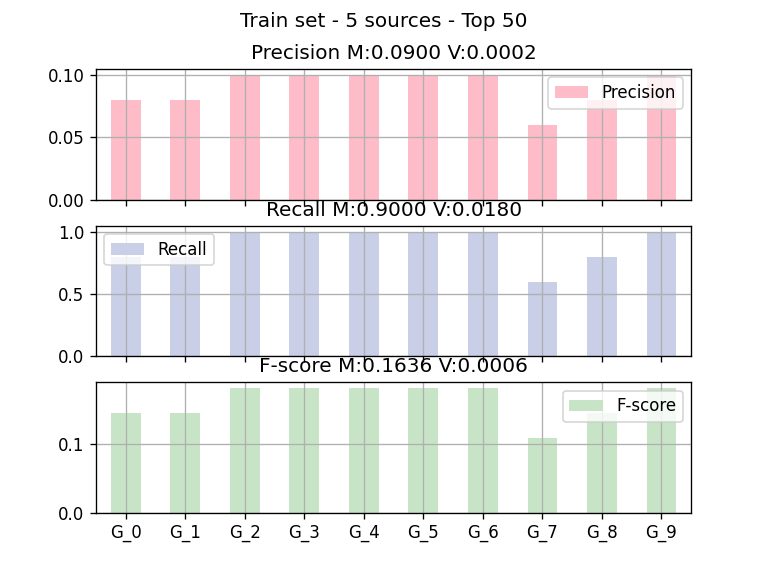 Train set - 5 sources - Top 50
Precision M:0.0900 V:0.0002
0.10
0.05
0.00
Precision
Recall M:0.9000 V:0.0180
1.0
0.5
0.0
Recall
F-score M:0.1636 V:0.0006
0.1
0.0
F-score
G_0 G_1 G_2 G_3 G_4 G_5 G_6 G_7 G_8 G_9